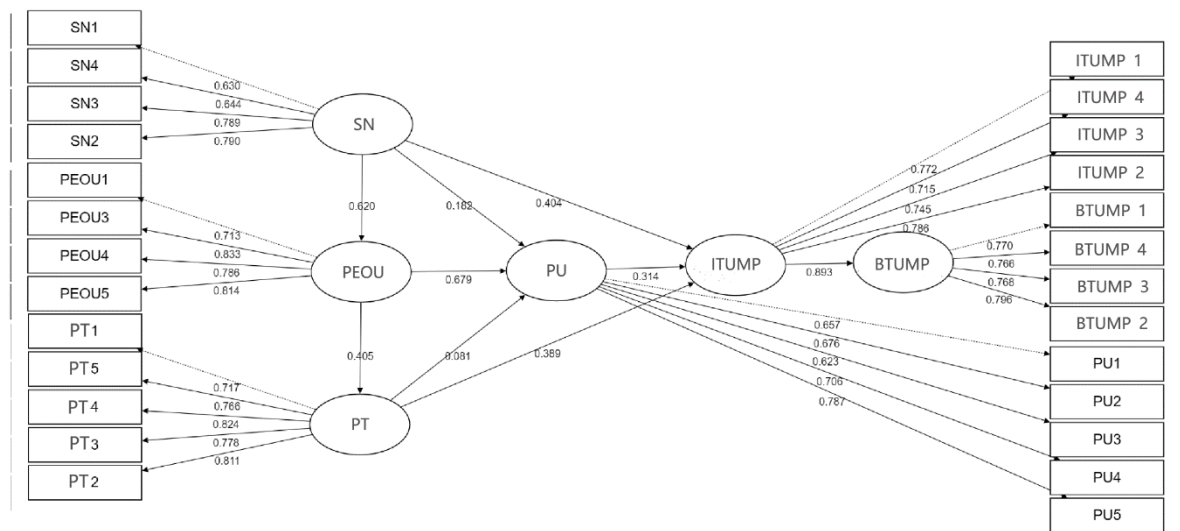 SN1
SN4
SN3
SN2
PEOU1
PEOU3
PEOU4
PEOU5
PT1
PT5
PT4
PT3
PT2
0.630
0.644
0.789
0.790
0.713
0.833
0.786
0.814
0.717
0.766
0.824
0.778
0.811
SN
PEOU
PT
0.620
0.405
0.182
0.679
0.081
0.404
0.389
PU
0.314
ITUMP
0.893
BTUMP
0.772
0.715
0.745
0.786
0.770
0.766
0.768
0.796
0.657
0.676
0.623
0.706
0.787
ITUMP 1
ITUMP 4
ITUMP 3
ITUMP 2
BTUMP 1
BTUMP 4
BTUMP 3
BTUMP 2
PU1
PU2
PU3
PU4
PU5